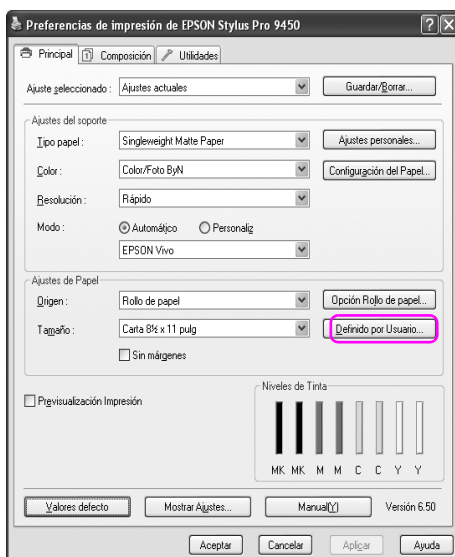 Preferencias de impresión de EPSON Stylus Pro 9450
Principal Composición Utilidades
Ajuste seleccionado : Ajustes actuales Guardar/Borrar...
Ajustes del soporte
Tipo papel : Singleweight Matte Paper Ajustes personales...
Color : Color/Foto ByN Configuración del Papel...
Resolución : Rápido
Modo : Automático Personaliz
EPSON Vivo
Ajustes de Papel
Origen : Rollo de papel Opción Rollo de papel...
Tamaño : Carta 8½ x 11 pulg Definido por Usuario...
Sin márgenes
Previsualización Impresión
Niveles de Tinta
MK MK M M C C Y Y
Valores defecto Mostrar Ajustes... Manual(Y) Versión 6.50
Aceptar Cancelar Aplicar Ayuda